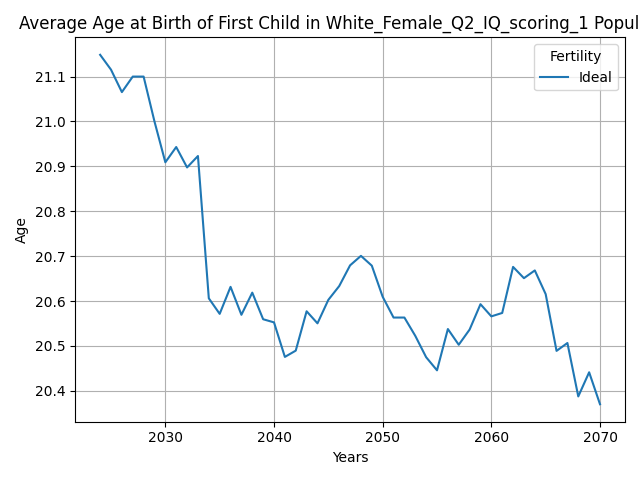 Average Age at Birth of First Child in White_Female_Q2_IQ_scoring_1 Popul
Fertility
Ideal
21.1
21.0
20.9
20.8
20.7
20.6
20.5
20.4
Age
2030 2040 2050 2060 2070
Years